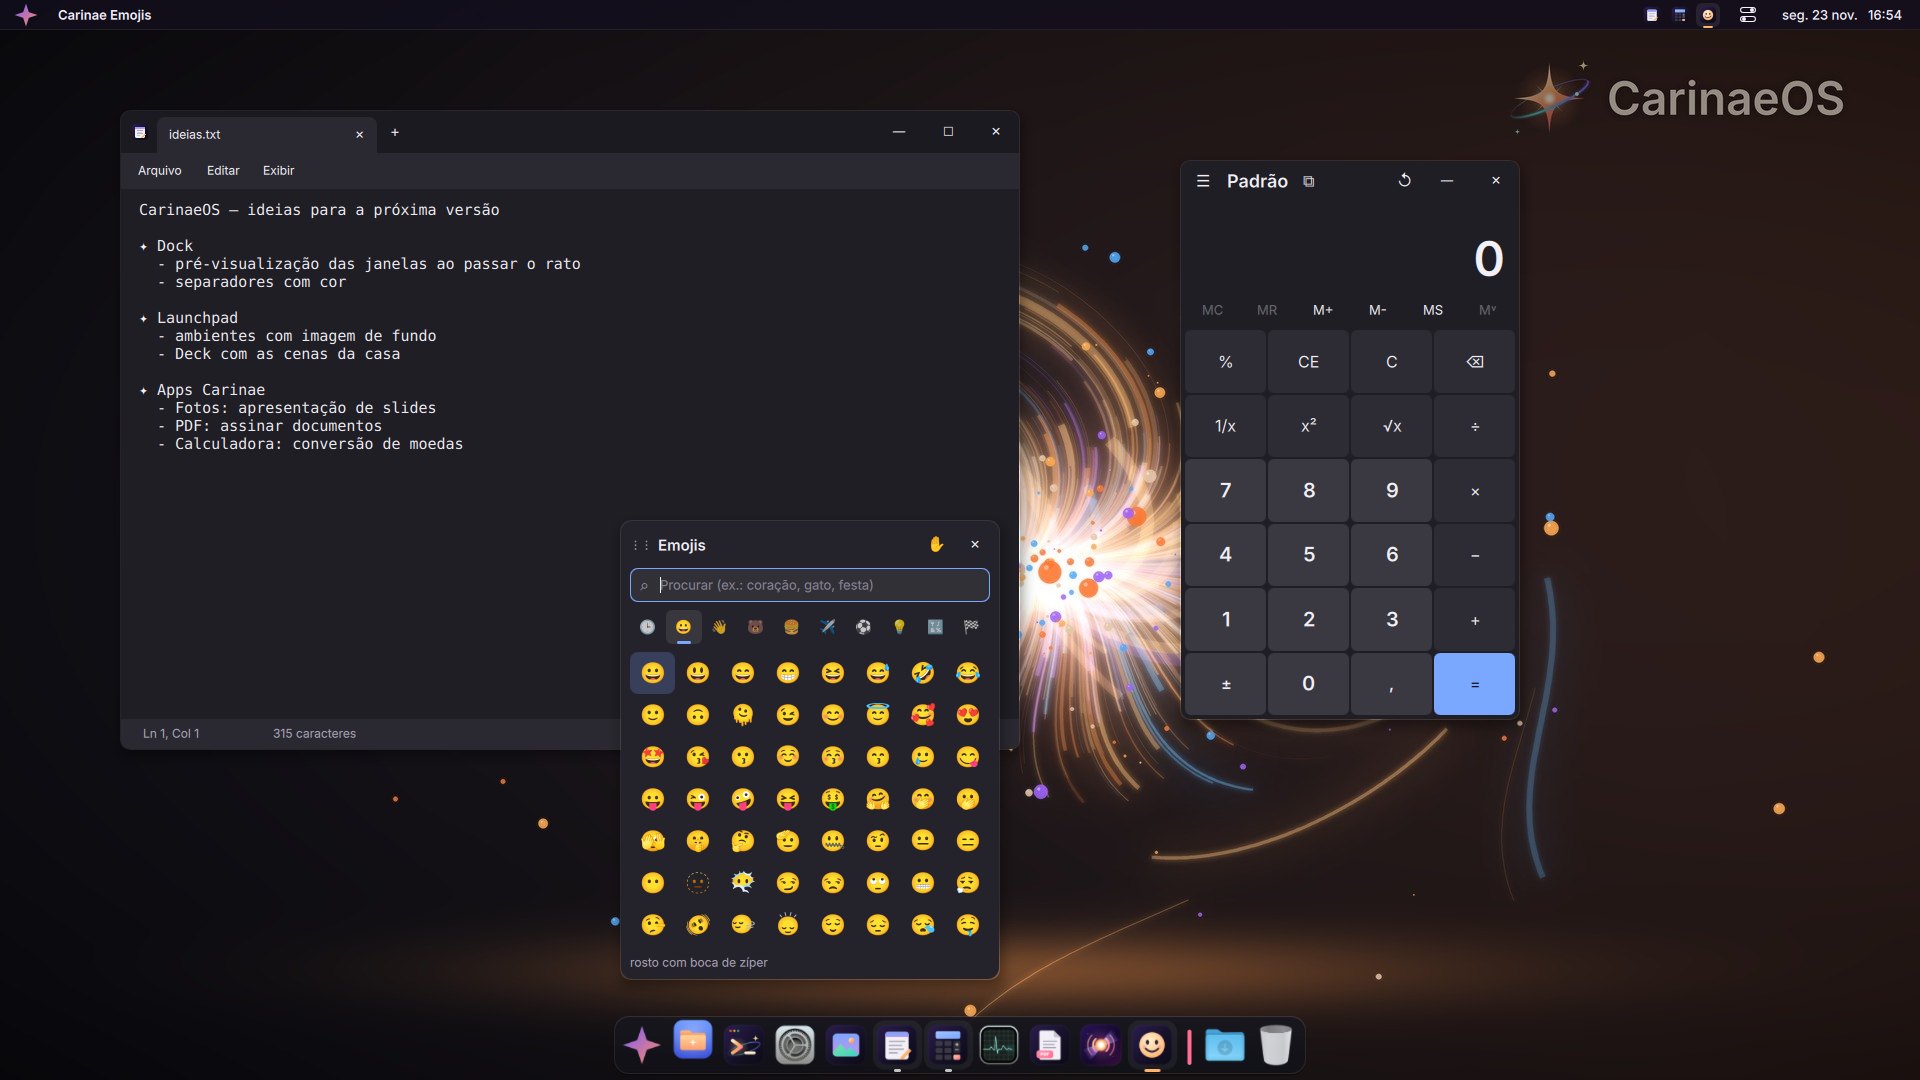 Carinae Emojis
seg. 23 nov. 16:54
CarinaeOS
ideias.txt
Arquivo Editar Exibir
CarinaeOS — ideias para a próxima versão
✦ Dock
- pré-visualização das janelas ao passar o rato
- separadores com cor
✦ Launchpad
- ambientes com imagem de fundo
- Deck com as cenas da casa
✦ Apps Carinae
- Fotos: apresentação de slides
- PDF: assinar documentos
- Calculadora: conversão de moedas
Ln 1, Col 1 315 caracteres
Padrão
0
MC MR M+ M- MS M˅
% CE C ⌫
1/x x² √x ÷
7 8 9 ×
4 5 6 −
1 2 3 +
± 0 , =
Emojis
Procurar (ex.: coração, gato, festa)
rosto com boca de zíper